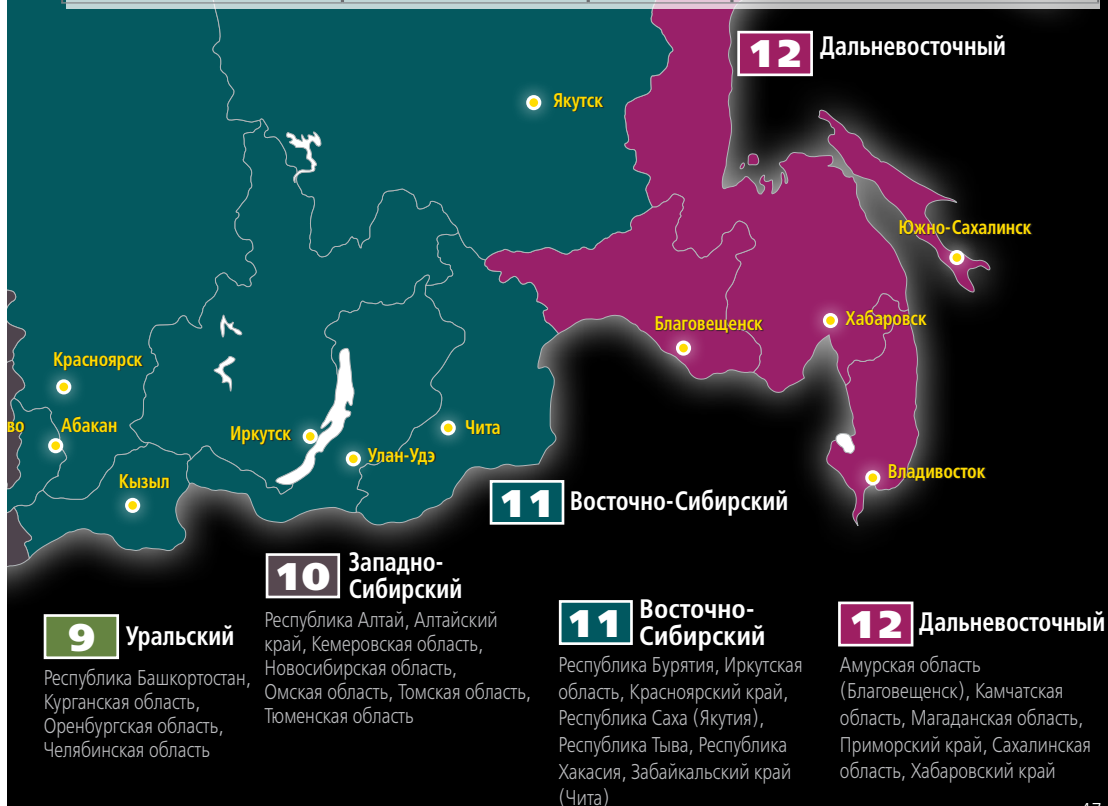 12 Дальневосточный
Якутск
Южно-Сахалинск
Благовещенск
Хабаровск
Красноярск
во
Абакан
Иркутск
Чита
Улан-Удэ
Кызыл
Владивосток
11 Восточно-Сибирский
9 Уральский
Республика Башкортостан,
Курганская область,
Оренбургская область,
Челябинская область
10 Западно-
Сибирский
Республика Алтай, Алтайский
край, Кемеровская область,
Новосибирская область,
Омская область, Томская область,
Тюменская область
11 Восточно-
Сибирский
Республика Бурятия, Иркутская
область, Красноярский край,
Республика Саха (Якутия),
Республика Тыва, Республика
Хакасия, Забайкальский край
(Чита)
12 Дальневосточный
Амурская область
(Благовещенск), Камчатская
область, Магаданская область,
Приморский край, Сахалинская
область, Хабаровский край